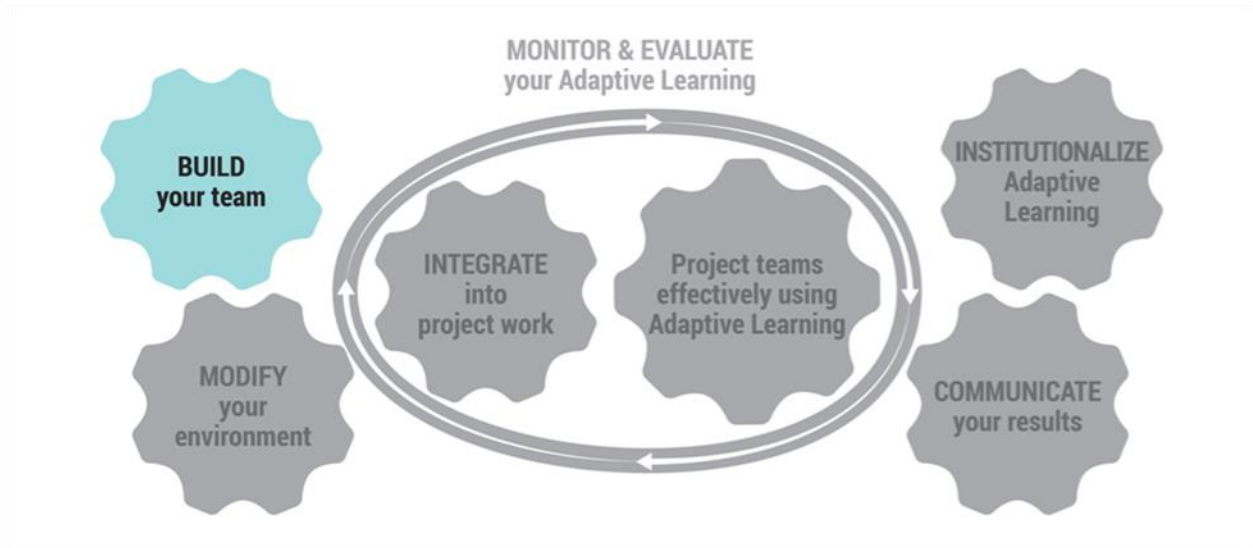 MONITOR & EVALUATE
your Adaptive Learning
BUILD
your team
MODIFY
your
environment
INTEGRATE
into
project work
Project teams
effectively using
Adaptive Learning
INSTITUTIONALIZE
Adaptive
Learning
COMMUNICATE
your results